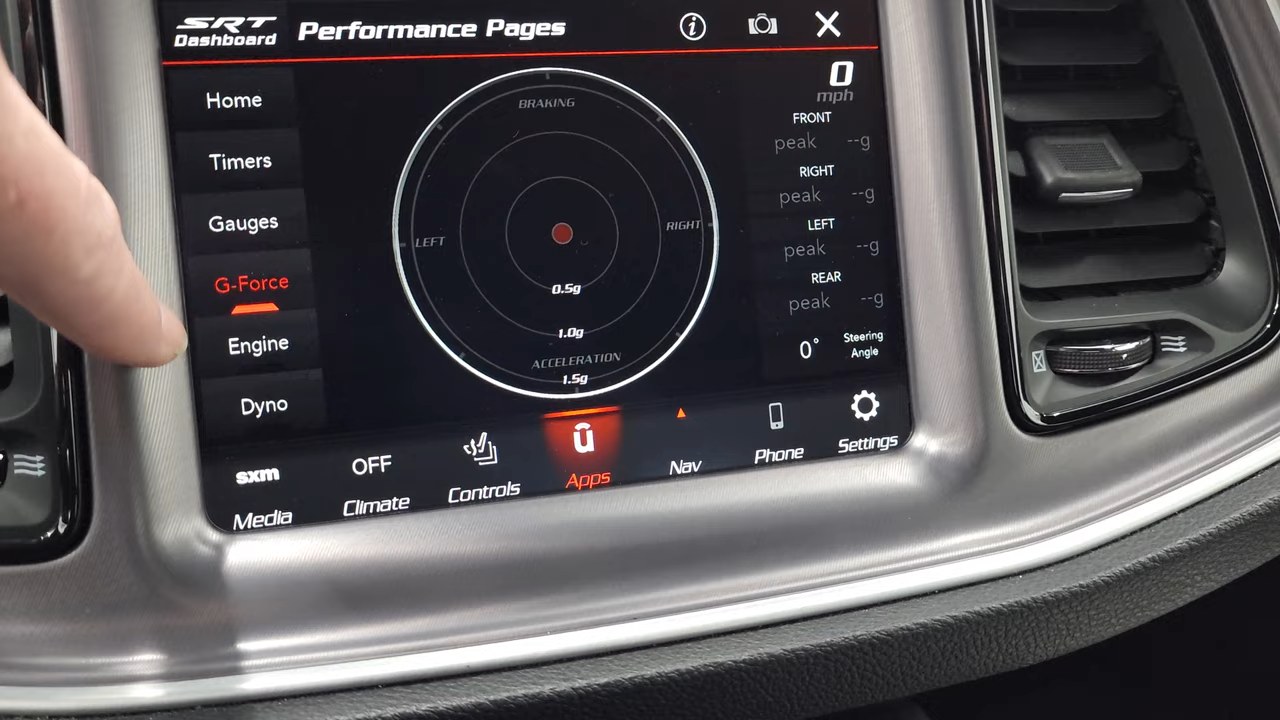 SRT
Dashboard
Performance Pages
Home
Timers
Gauges
G-Force
Engine
Dyno
BRAKING
LEFT
RIGHT
0.5g
1.0g
ACCELERATION
1.5g
0
mph
FRONT
peak --g
RIGHT
peak --g
LEFT
peak --g
REAR
peak --g
0° Steering
Angle
sxm
Media
OFF
Climate
Controls
û
Apps
Nav
Phone
Settings